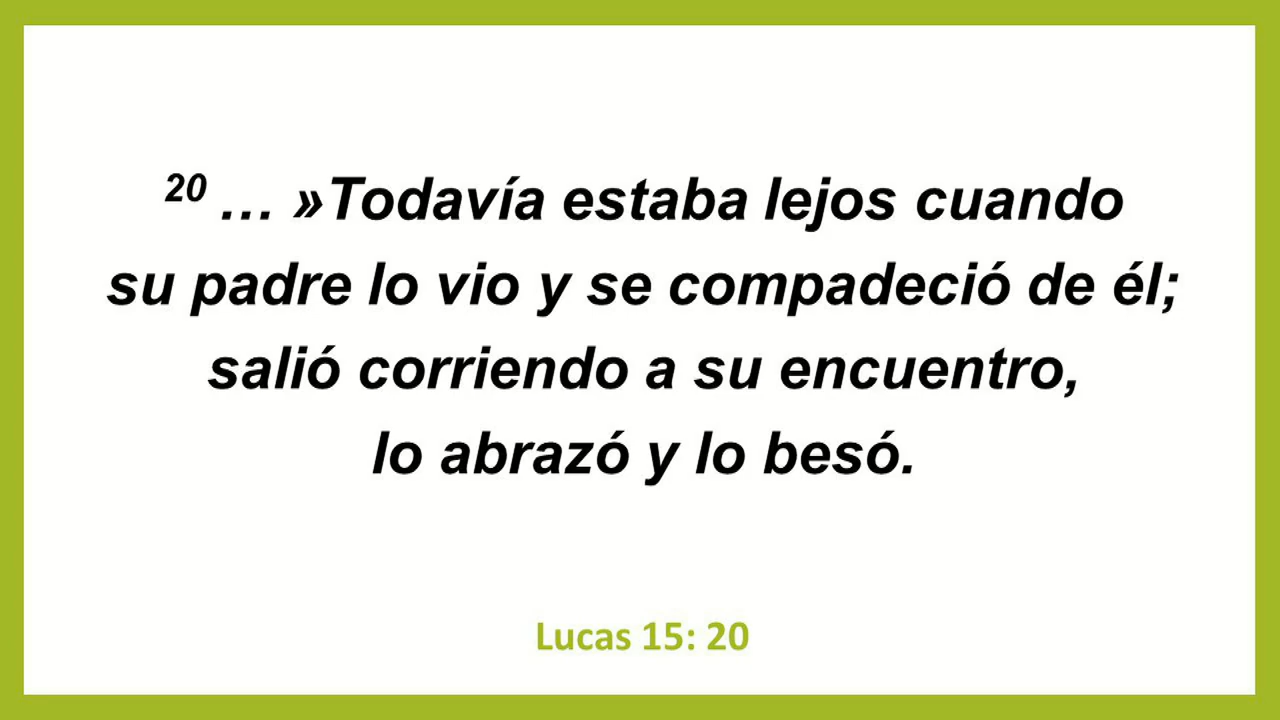 20 … »Todavía estaba lejos cuando
su padre lo vio y se compadeció de él;
salió corriendo a su encuentro,
lo abrazó y lo besó.
Lucas 15: 20